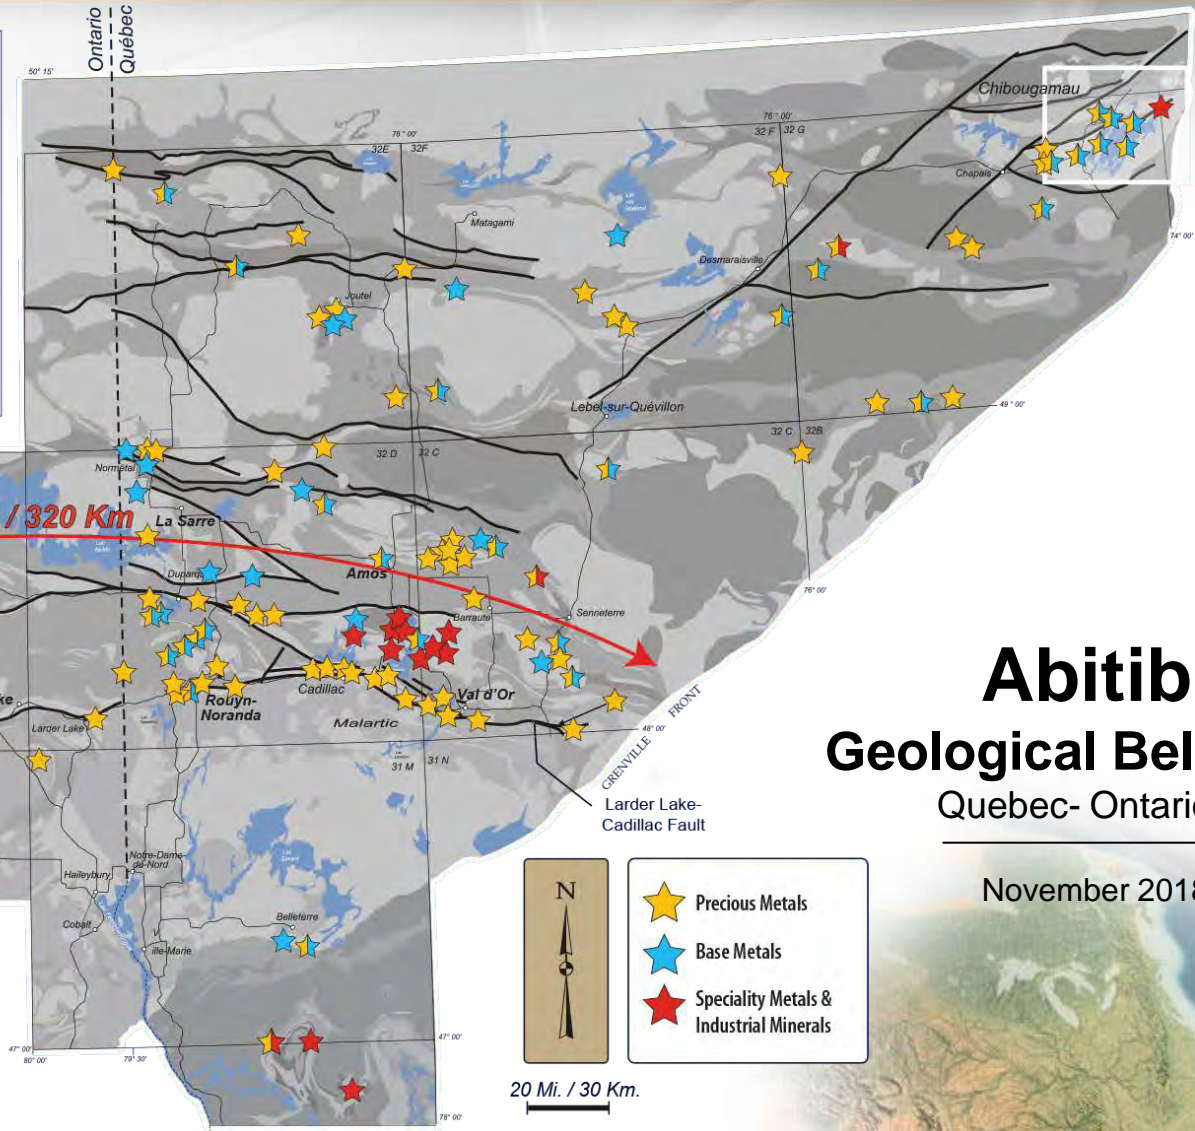 Ontario
Québec
50° 15'
Chibougamau
76° 00'
32 F
32 G
78° 00'
32E
32F
Chapais
Matagami
74° 00'
Desmaraisville
Joutel
Lebel-sur-Quévillon
49° 00'
32 C
32B
32 D
32 C
Normétal
/ 320 Km
La Sarre
Amos
76° 00'
Barraute
Senneterre
Cadillac
Val d'Or
Rouyn-
Noranda
Malartic
Larder Lake
48° 00'
GRENVILLE FRONT
31 M
31 N
Larder Lake-
Cadillac Fault
Abitib
Geological Bel
Quebec- Ontario
November 2018
Notre-Dame-
du-Nord
Haileybury
Cobalt
Ville-Marie
Belleterre
N
Precious Metals
Base Metals
Speciality Metals &
Industrial Minerals
47° 00'
80° 00'
79° 30'
47° 00'
20 Mi. / 30 Km.
78° 00'